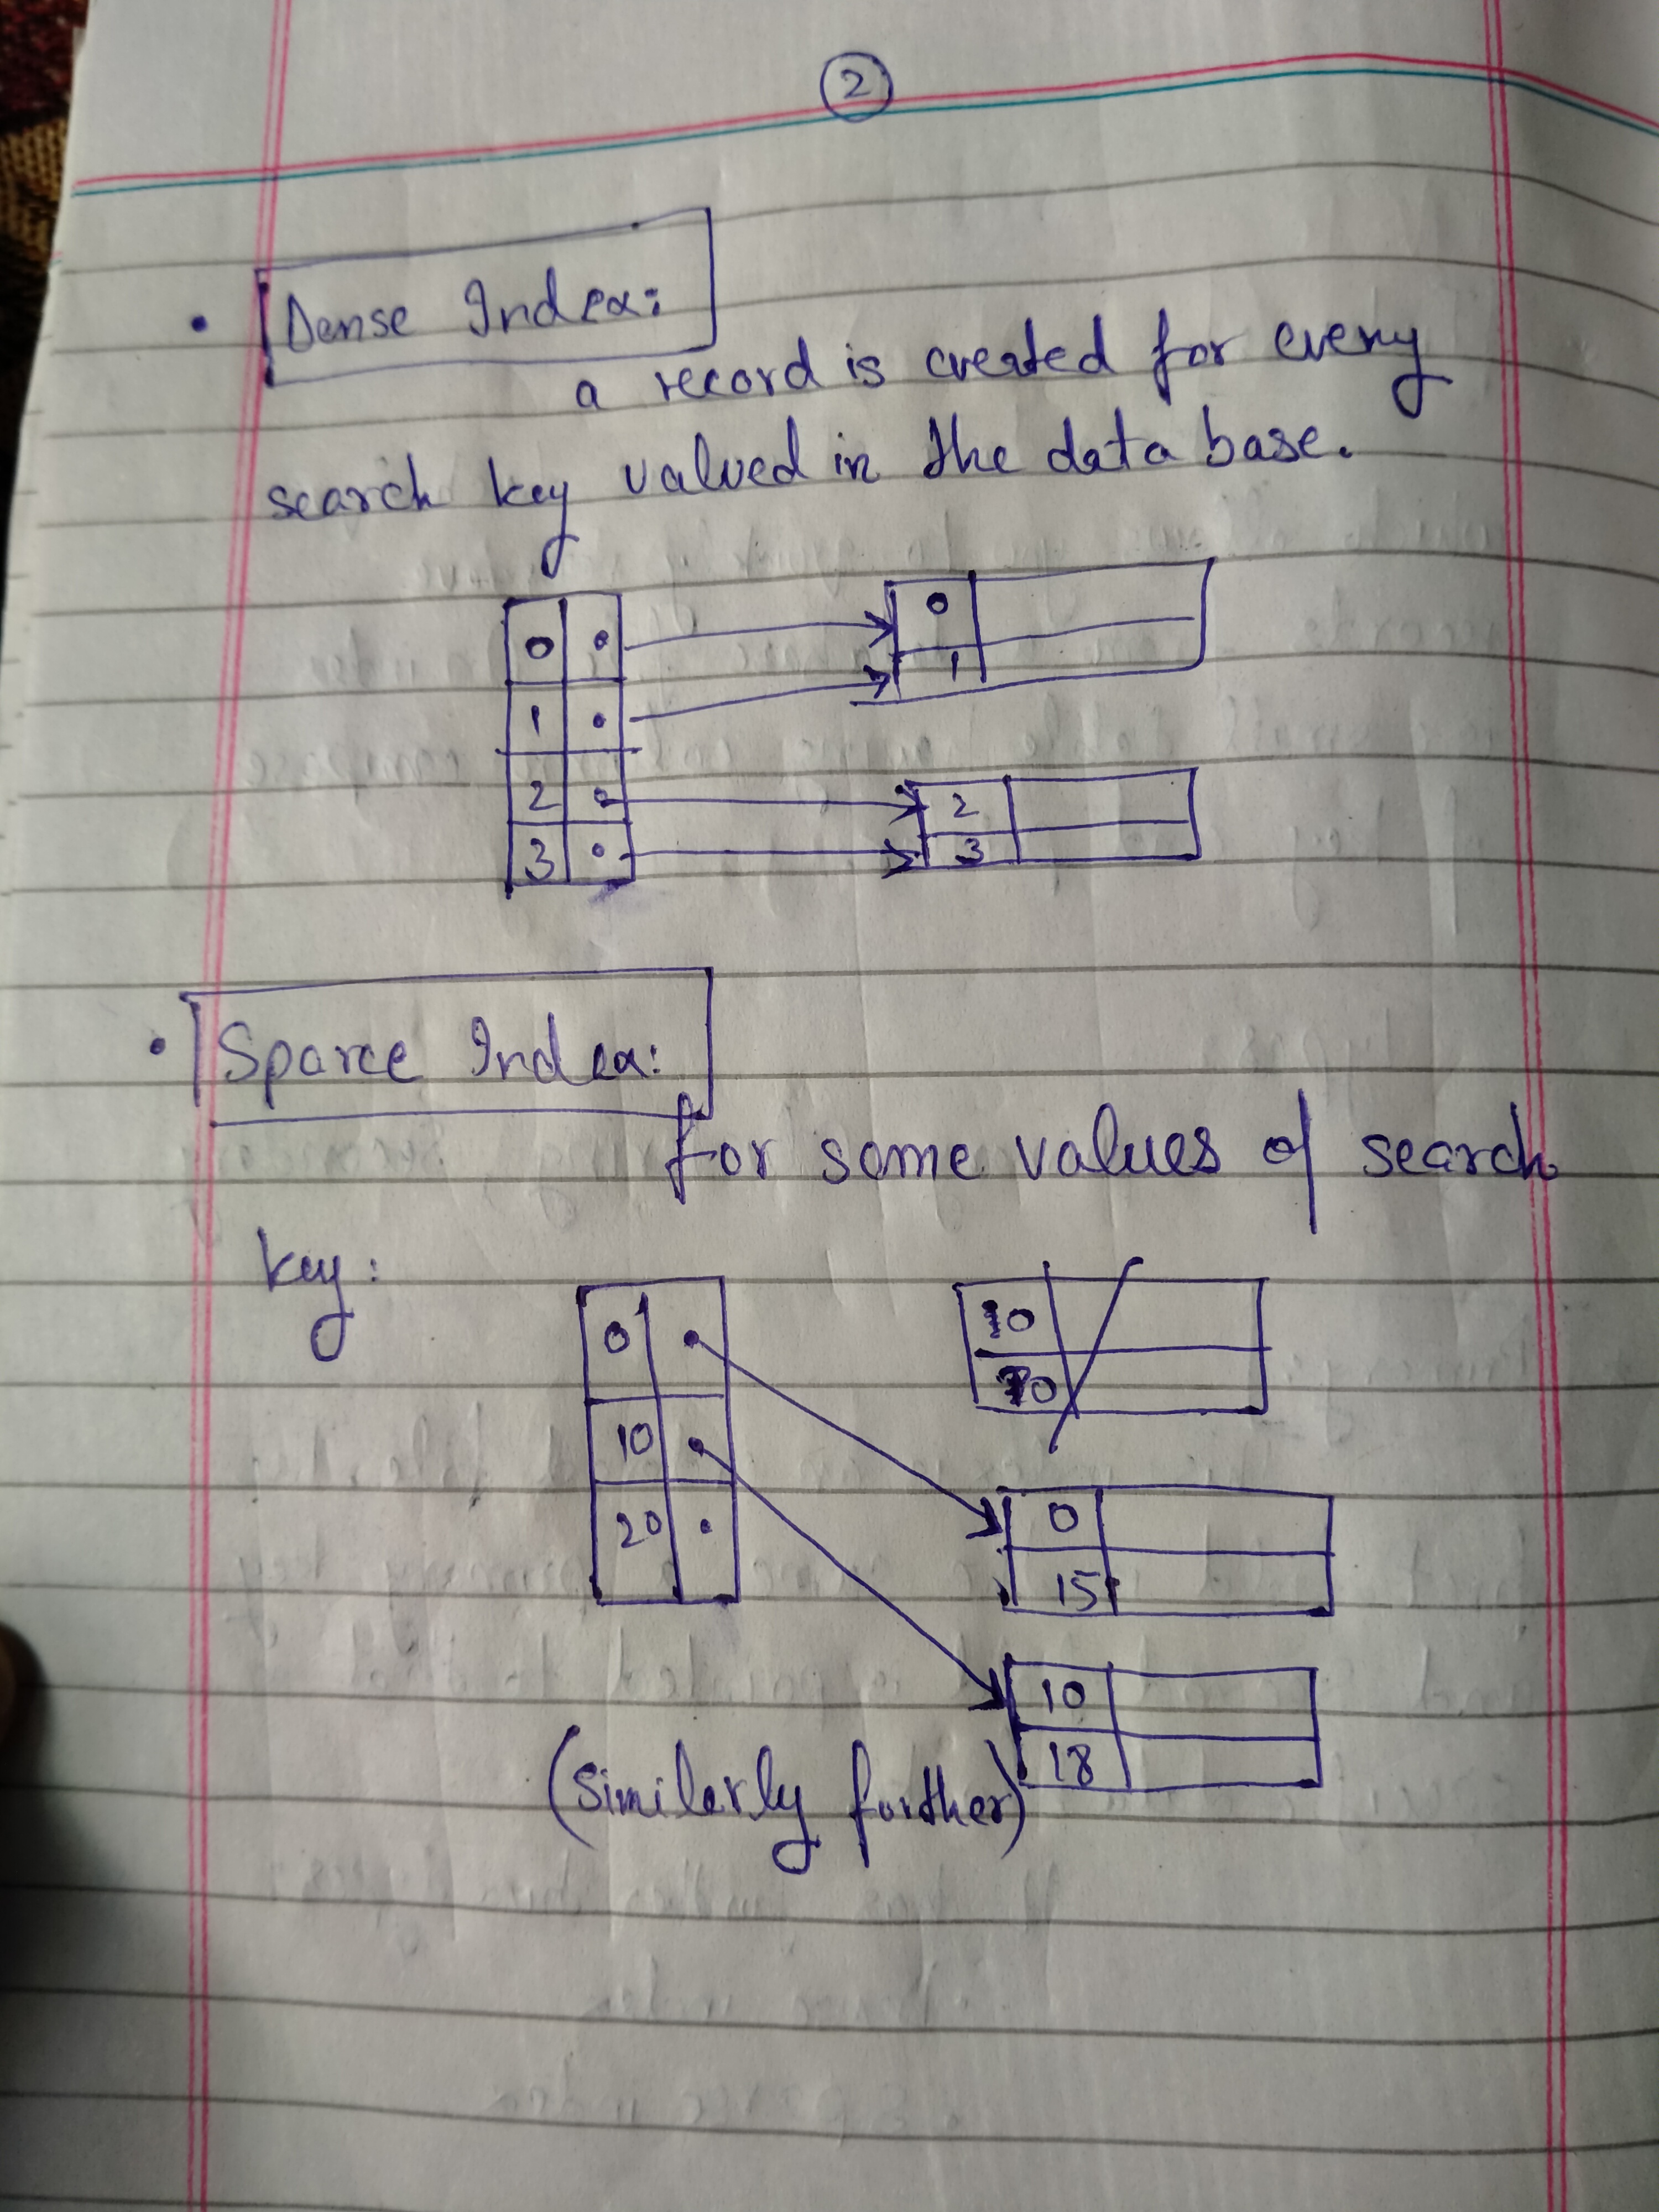 2
• Dense Index:
a record is created for every
search key valued in the data base.
0 •
1 •
2 •
3 •
0
1
2
3
• Sparce Index:
for some values of search
key:
0 •
10 •
20 •
10
0
15
10
18
(Similarly further)